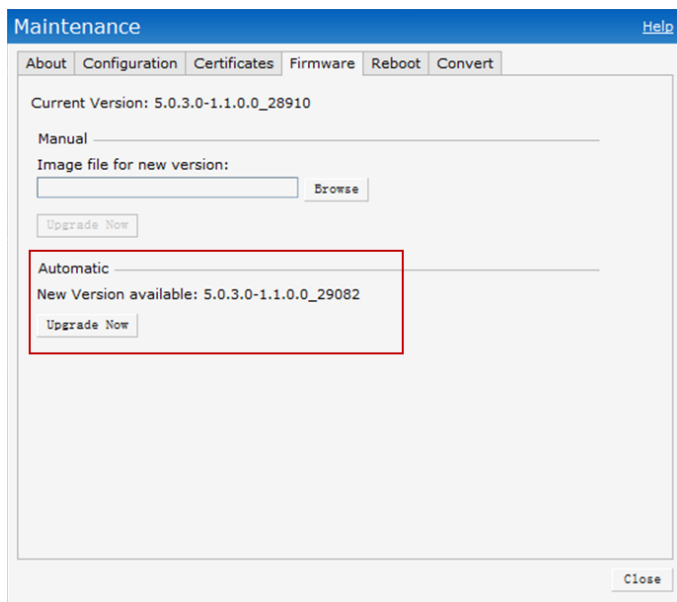 Maintenance Help
About Configuration Certificates Firmware Reboot Convert
Current Version: 5.0.3.0-1.1.0.0_28910
Manual
Image file for new version:
Browse
Upgrade Now
Automatic
New Version available: 5.0.3.0-1.1.0.0_29082
Upgrade Now
Close